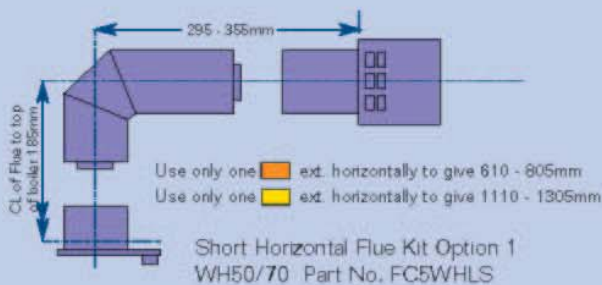 295 - 355mm
CL of Flue to top
of boiler 185mm
Use only one ext. horizontally to give 610 - 805mm
Use only one ext. horizontally to give 1110 - 1305mm
Short Horizontal Flue Kit Option 1
WH50/70 Part No. FC5WHLS